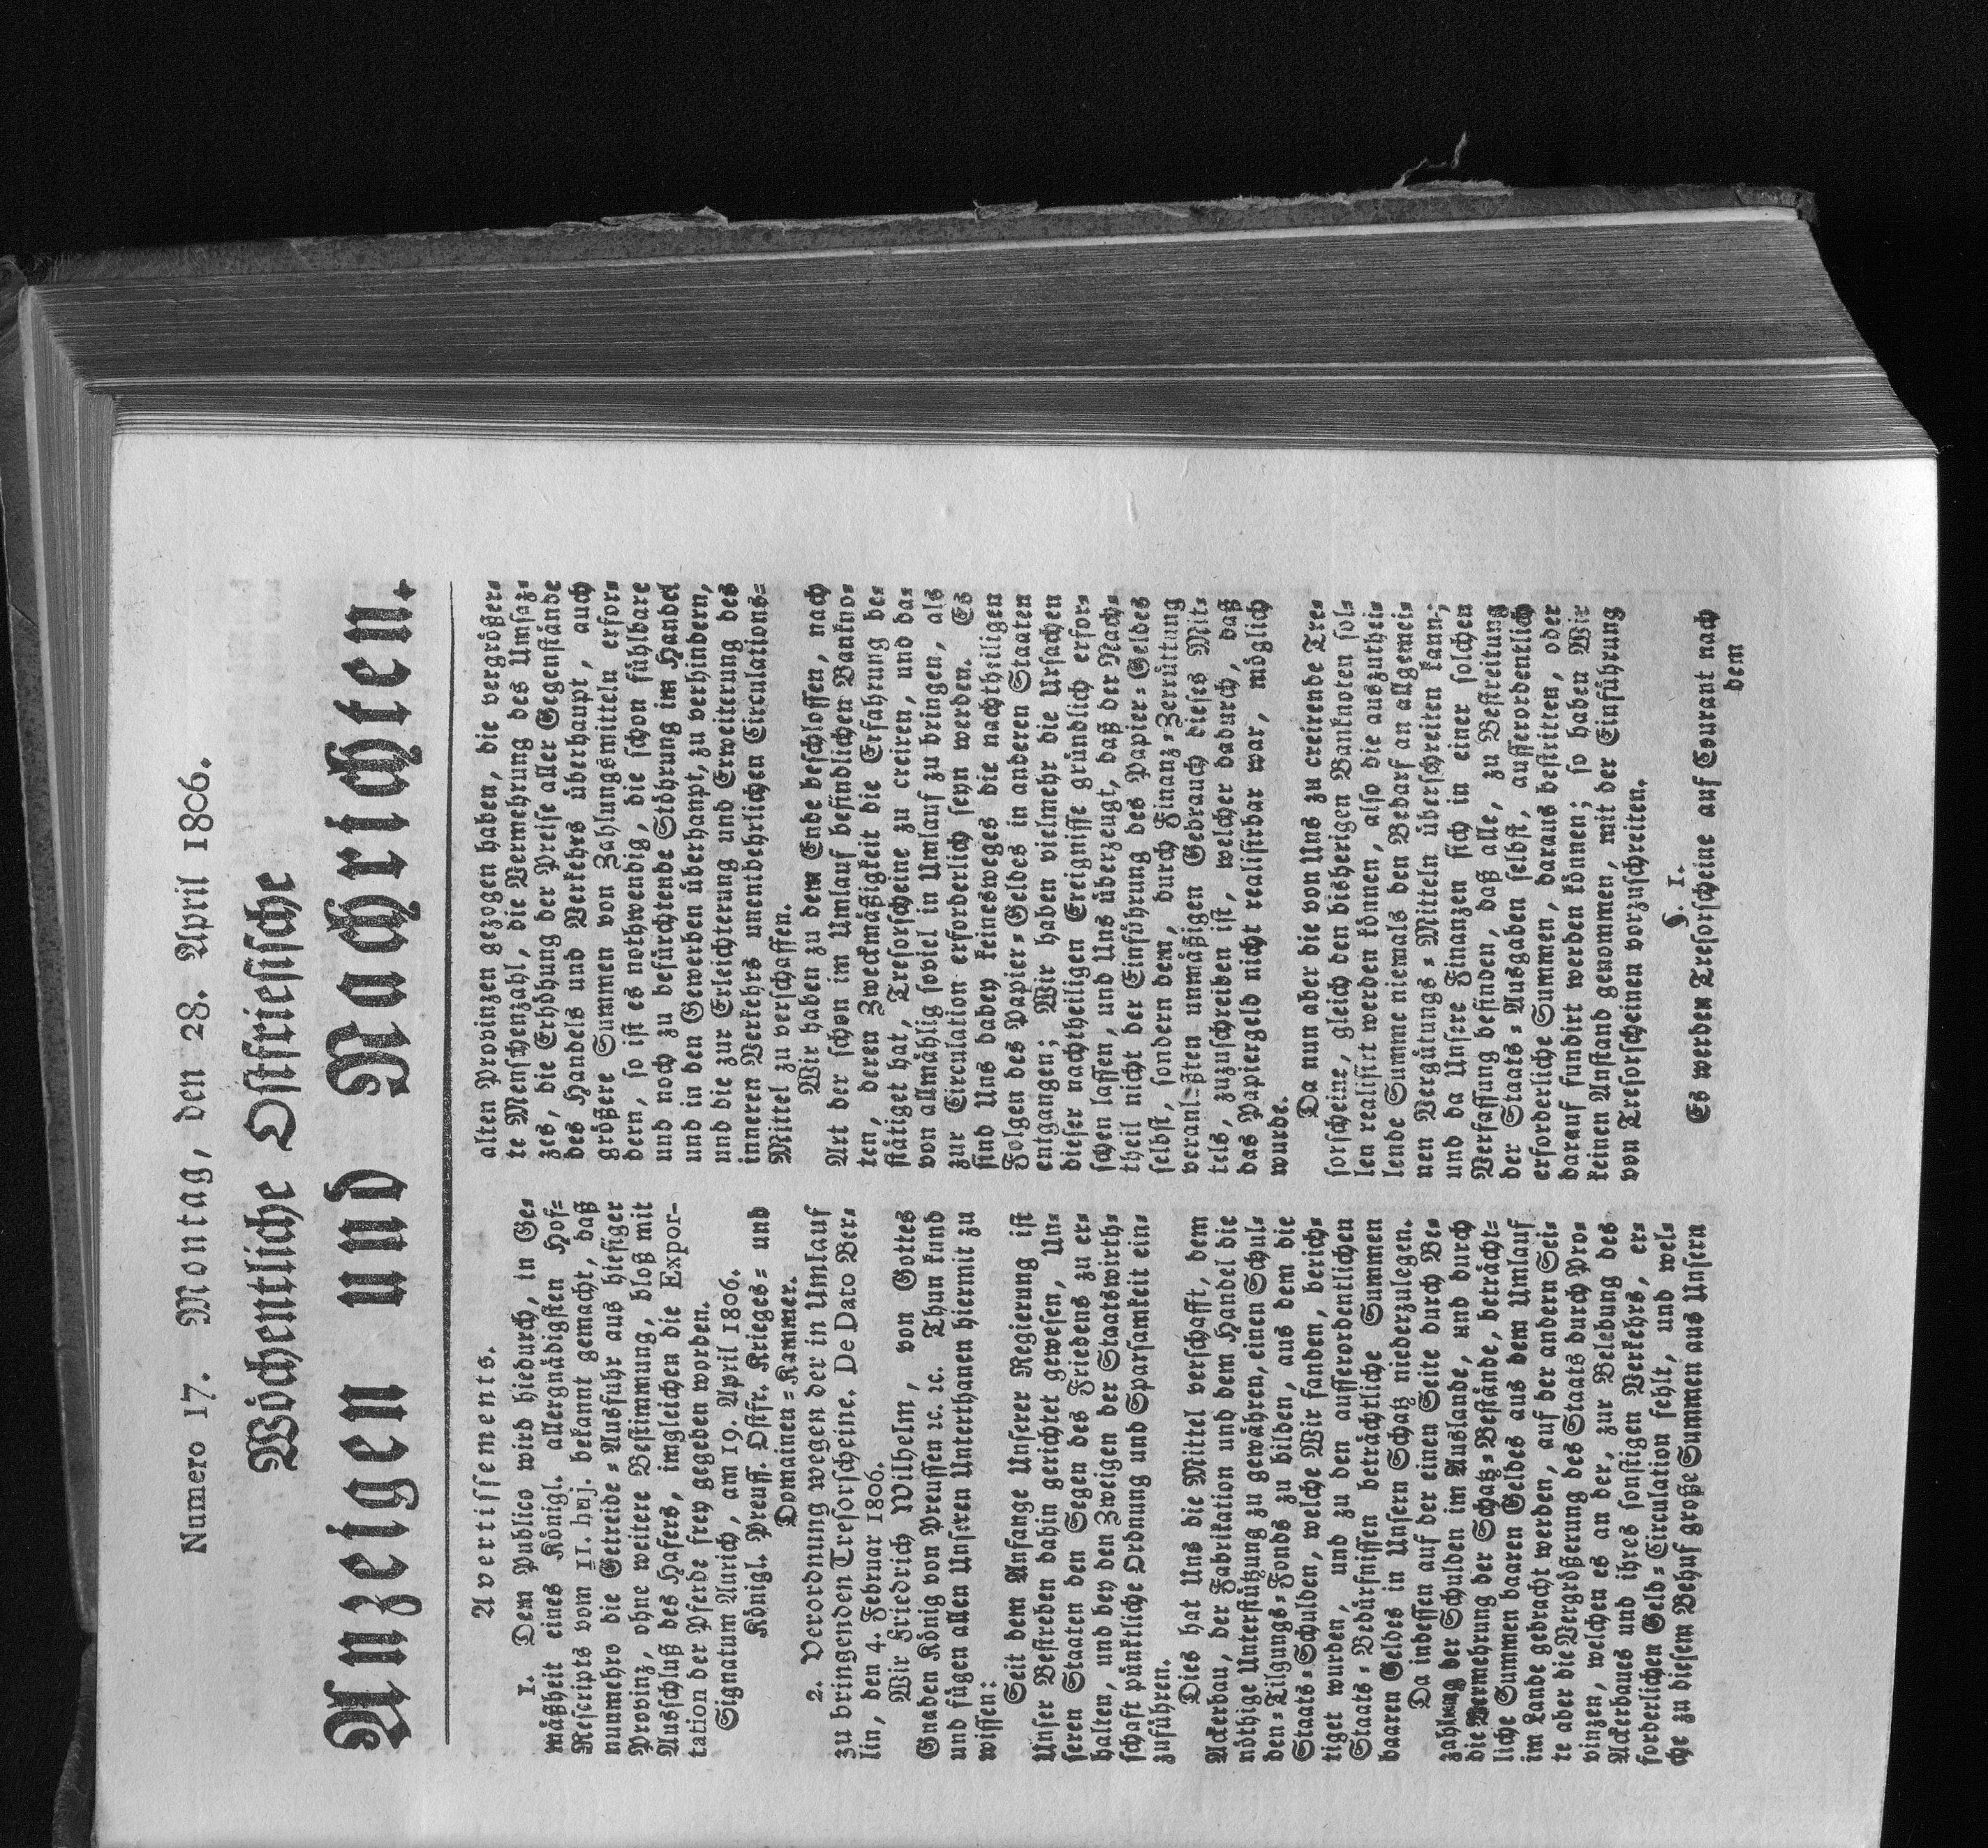 Numero 17. Montag, den 28. April 1806.
Wöchentliche Ostfriesische
Anzeigen und Nachrichten.
Avertissements.
1. Dem Publico wird hiedurch, in Ge-
mäßheit eines Königl. allergnädigsten Hof-
Rescripts vom 11. huj. bekannt gemacht, daß
nunmehro die Getreide-Ausfuhr aus hiesiger
Provinz, ohne weitere Bestimmung, bloß mit
Ausschluß des Hafers, imgleichen die Expor-
tation der Pferde frey gegeben worden.
Signatum Aurich, am 19. April 1806.
Königl. Preuss. Ostfr. Krieges- und
Domainen-Kammer.
2. Verordnung wegen der in Umlauf
zu bringenden Tresorscheine. De Dato Ber-
lin, den 4. Februar 1806.
Wir Friedrich Wilhelm, von Gottes
Gnaden König von Preussen ꝛc. ꝛc. Thun kund
und fügen allen Unseren Unterthanen hiermit zu
wissen:
Seit dem Anfange Unserer Regierung ist
Unser Bestreben dahin gerichtet gewesen, Un-
seren Staaten den Segen des Friedens zu er-
halten, und bey den Zweigen der Staatswirth-
schaft pünktliche Ordnung und Sparsamkeit ein-
zuführen.
Dies hat Uns die Mittel verschafft, dem
Ackerbau, der Fabrikation und dem Handel die
nöthige Unterstützung zu gewähren, einen Schul-
den-Tilgungs-Fonds zu bilden, aus dem die
Staats-Schulden, welche Wir fanden, berich-
tiget wurden, und zu den ausserordentlichen
Staats-Bedürfnissen beträchtliche Summen
baaren Geldes in Unsern Schatz niederzulegen.
Da indessen auf der einen Seite durch Be-
zahlung der Schulden im Auslande, und durch
die Vermehrung der Schatz-Bestände, beträcht-
liche Summen baaren Geldes aus dem Umlauf
im Lande gebracht werden, auf der andern Sei-
te aber die Vergrößerung des Staats durch Pro-
vinzen, welchen es an der, zur Belebung des
Ackerbaues und ihres sonstigen Verkehrs, er-
forderlichen Geld-Circulation fehlt, und wel-
che zu diesem Behuf große Summen aus Unsern
alten Provinzen gezogen haben, die vergrößer-
te Menschenzahl, die Vermehrung des Umsaz-
zes, die Erhöhung der Preise aller Gegenstände
des Handels und Verkehrs überhaupt, auch
größere Summen von Zahlungsmitteln erfor-
dern, so ist es nothwendig, die schon fühlbare
und noch zu befürchtende Stöhrung im Handel
und in den Gewerben überhaupt, zu verhindern,
und die zur Erleichterung und Erweiterung des
inneren Verkehrs unentbehrlichen Circulations-
Mittel zu verschaffen.
Wir haben zu dem Ende beschlossen, nach
Art der schon im Umlauf befindlichen Bankno-
ten, deren Zweckmäßigkeit die Erfahrung be-
stätiget hat, Tresorscheine zu creiren, und da-
von allmählig soviel in Umlauf zu bringen, als
zur Circulation erforderlich seyn werden. Es
sind Uns dabey keinesweges die nachtheiligen
Folgen des Papier-Geldes in anderen Staaten
entgangen; Wir haben vielmehr die Ursachen
dieser nachtheiligen Ereignisse gründlich erfor-
schen lassen, und Uns überzeugt, daß der Nach-
theil nicht der Einführung des Papier-Geldes
selbst, sondern dem, durch Finanz-Zerrüttung
veranl-ßten unmäßigen Gebrauch dieses Mit-
tels, zuzuschreiben ist, welcher dadurch, daß
das Papiergeld nicht realisirbar war, möglich
wurde.
Da nun aber die von Uns zu creirende Tre-
sorscheine, gleich den bisherigen Banknoten sol-
len realisirt werden können, also die auszuthei-
lende Summe niemals den Bedarf an allgemei-
nen Vergütungs-Mitteln überschreiten kann;
und da Unsere Finanzen sich in einer solchen
Verfassung befinden, daß alle, zu Bestreitung
der Staats-Ausgaben selbst, ausserordentlich
erforderliche Summen, daraus bestritten, oder
darauf fundirt werden können; so haben Wir
keinen Anstand genommen, mit der Einführung
von Tresorscheinen vorzuschreiten.
§. 1.
Es werden Tresorscheine auf Courant nach
dem